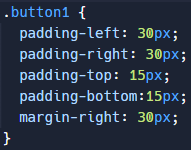 .button1 {
  padding-left: 30px;
  padding-right: 30px;
  padding-top: 15px;
  padding-bottom:15px;
  margin-right: 30px;
}